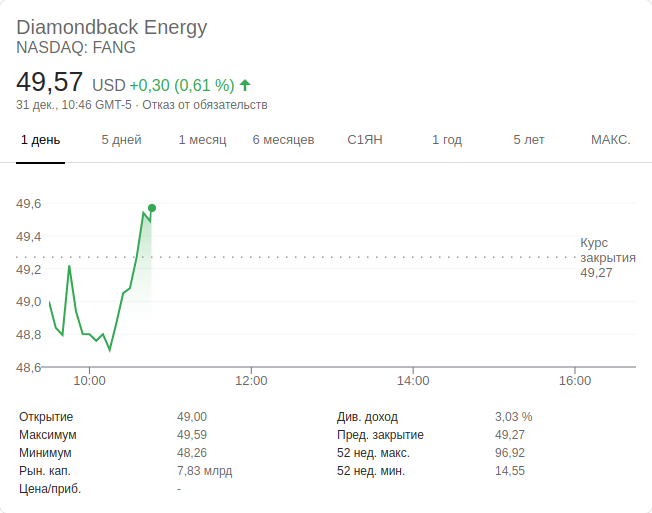 Diamondback Energy
NASDAQ: FANG
49,57 USD +0,30 (0,61 %)
31 дек., 10:46 GMT-5 · Отказ от обязательств
1 день 5 дней 1 месяц 6 месяцев С1ЯН 1 год 5 лет МАКС.
49,6
49,4
49,2
49,0
48,8
48,6
Курс
закрытия
49,27
10:00 12:00 14:00 16:00
Открытие 49,00
Максимум 49,59
Минимум 48,26
Рын. кап. 7,83 млрд
Цена/приб. -
Див. доход 3,03 %
Пред. закрытие 49,27
52 нед. макс. 96,92
52 нед. мин. 14,55